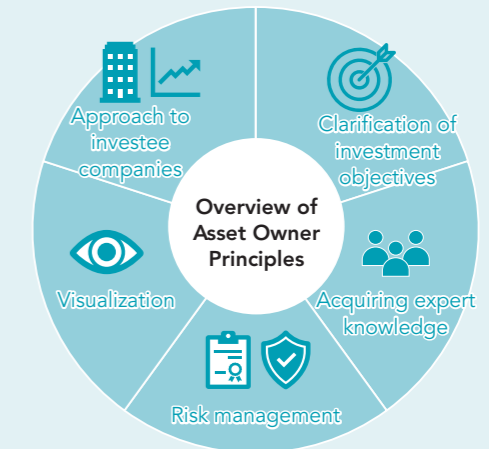 Overview of
Asset Owner
Principles
Clarification of
investment
objectives
Acquiring expert
knowledge
Risk management
Visualization
Approach to
investee
companies